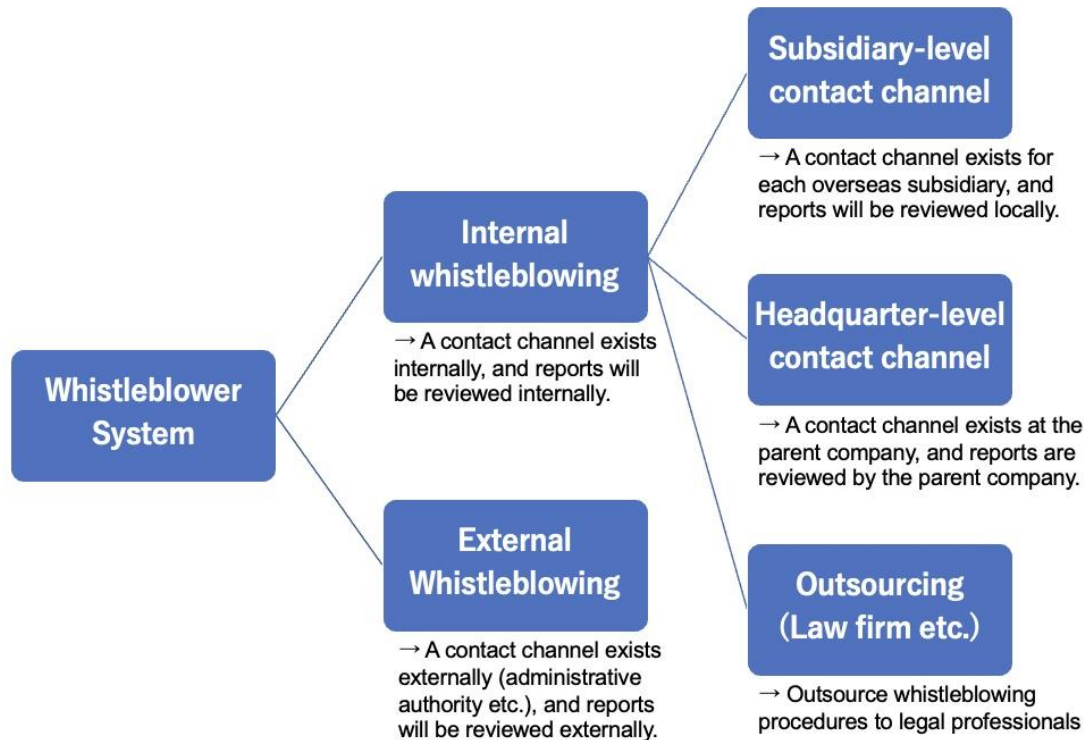 Whistleblower
System
Internal
whistleblowing
→ A contact channel exists
internally, and reports will
be reviewed internally.
External
Whistleblowing
→ A contact channel exists
externally (administrative
authority etc.), and reports
will be reviewed externally.
Subsidiary-level
contact channel
→ A contact channel exists for
each overseas subsidiary, and
reports will be reviewed locally.
Headquarter-level
contact channel
→ A contact channel exists at the
parent company, and reports are
reviewed by the parent company.
Outsourcing
(Law firm etc.)
→ Outsource whistleblowing
procedures to legal professionals